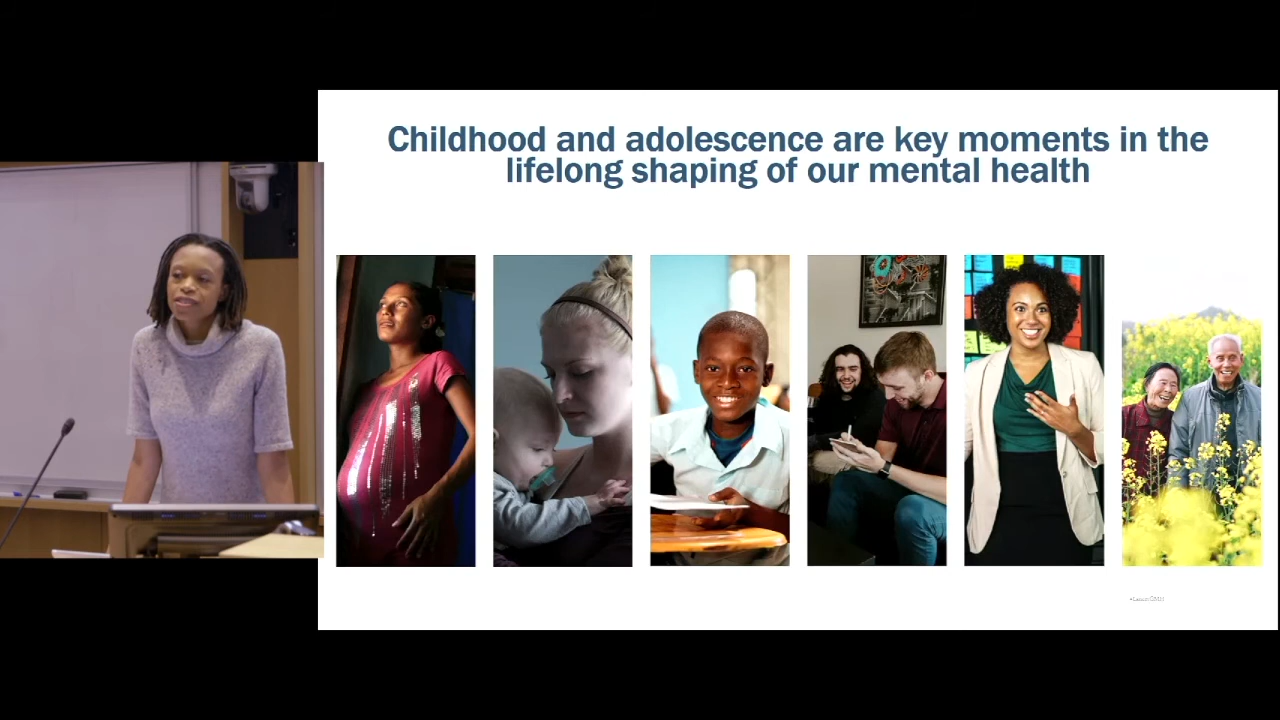 Childhood and adolescence are key moments in the
lifelong shaping of our mental health